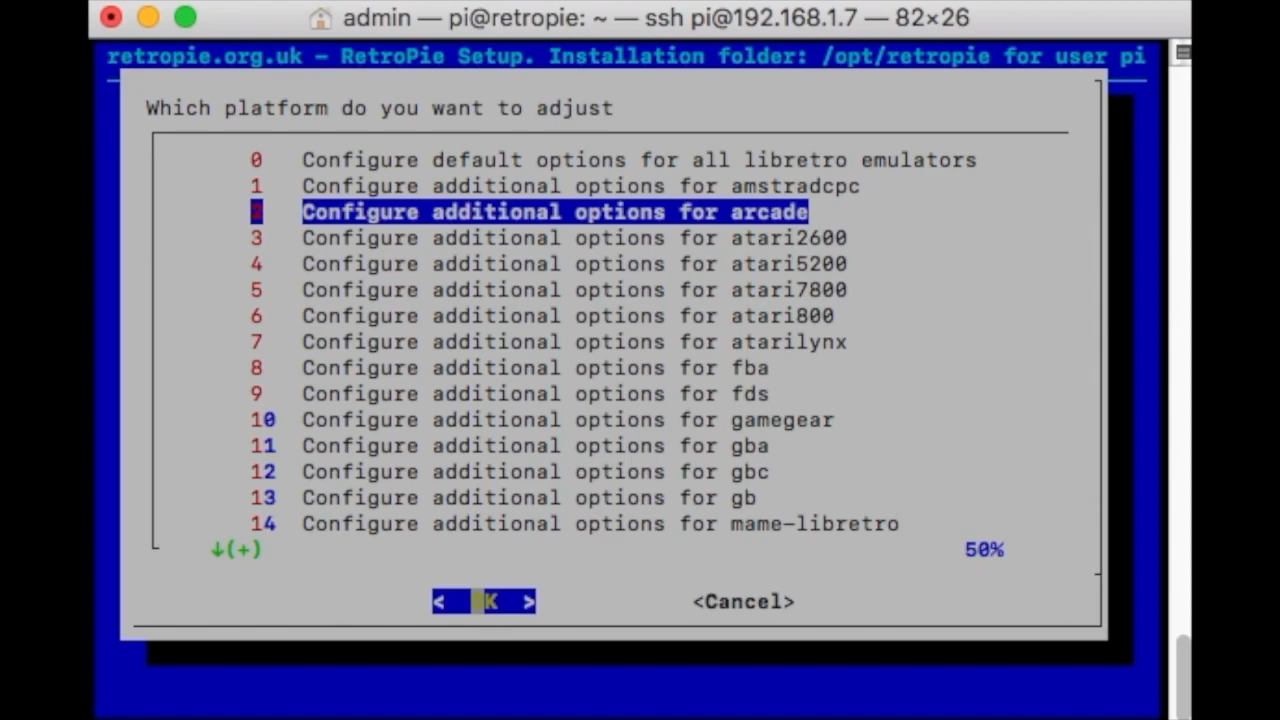 admin — pi@retropie: ~ — ssh pi@192.168.1.7 — 82×26
retropie.org.uk – RetroPie Setup. Installation folder: /opt/retropie for user pi
Which platform do you want to adjust
0 Configure default options for all libretro emulators
1 Configure additional options for amstradcpc
2 Configure additional options for arcade
3 Configure additional options for atari2600
4 Configure additional options for atari5200
5 Configure additional options for atari7800
6 Configure additional options for atari800
7 Configure additional options for atarilynx
8 Configure additional options for fba
9 Configure additional options for fds
10 Configure additional options for gamegear
11 Configure additional options for gba
12 Configure additional options for gbc
13 Configure additional options for gb
14 Configure additional options for mame-libretro
↓(+) 50%
< OK > <Cancel>